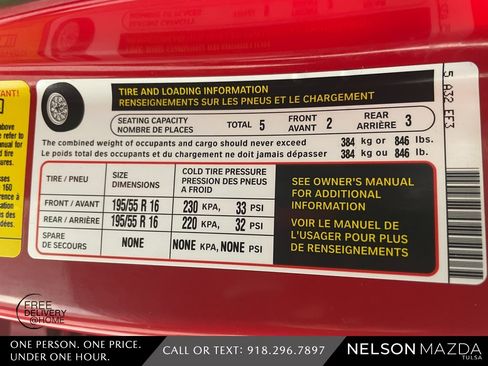 TIRE AND LOADING INFORMATION
RENSEIGNEMENTS SUR LES PNEUS ET LE CHARGEMENT
SEATING CAPACITY
NOMBRE DE PLACES
TOTAL 5
FRONT
AVANT 2
REAR
ARRIÈRE 3
The combined weight of occupants and cargo should never exceed 384 kg or 846 lbs.
Le poids total des occupants et du chargement ne doit jamais dépasser 384 kg ou 846 lb.
TIRE / PNEU
SIZE
DIMENSIONS
COLD TIRE PRESSURE
PRESSION DES PNEUS
A FROID
FRONT / AVANT 195/55 R 16 230 KPA, 33 PSI
REAR / ARRIÈRE 195/55 R 16 220 KPA, 32 PSI
SPARE
DE SECOURS
NONE NONE KPA, NONE PSI
SEE OWNER'S MANUAL
FOR ADDITIONAL
INFORMATION
VOIR LE MANUEL DE
L'USAGER POUR PLUS
DE RENSEIGNEMENTS
5 A32 EE3
above
refer to
160
FREE
DELIVERY
@HOME
ONE PERSON. ONE PRICE.
UNDER ONE HOUR.
CALL OR TEXT: 918.296.7897
NELSON MAZDA
TULSA